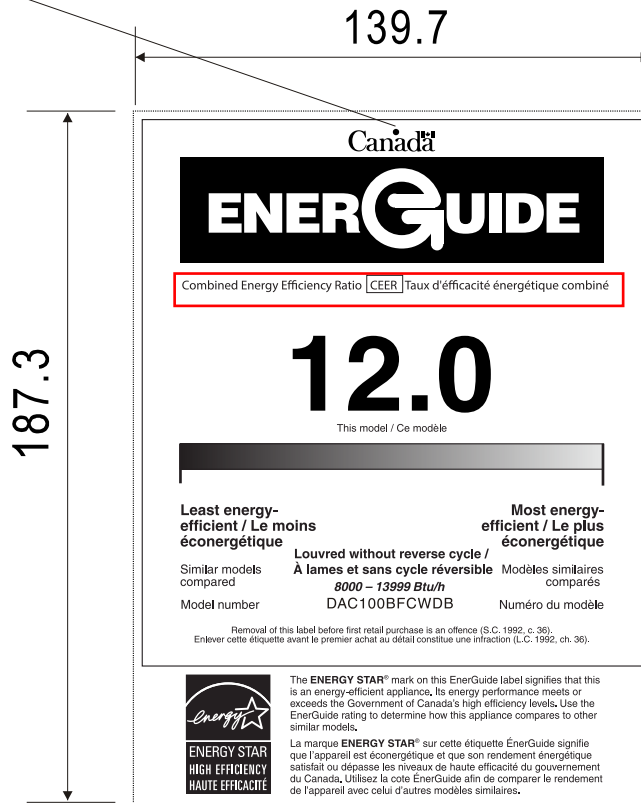 139.7
187.3
Canada
ENERGUIDE
Combined Energy Efficiency Ratio CEER Taux d'éfficacité énergétique combiné
12.0
This model / Ce modèle
Least energy-
efficient / Le moins
éconergétique
Most energy-
efficient / Le plus
éconergétique
Louvred without reverse cycle /
À lames et sans cycle réversible
8000 – 13999 Btu/h
Similar models
compared
Modèles similaires
comparés
Model number
DAC100BFCWDB
Numéro du modèle
Removal of this label before first retail purchase is an offence (S.C. 1992, c. 36).
Enlever cette étiquette avant le premier achat au détail constitue une infraction (L.C. 1992, ch. 36).
energy
ENERGY STAR
HIGH EFFICIENCY
HAUTE EFFICACITÉ
The ENERGY STAR® mark on this EnerGuide label signifies that this
is an energy-efficient appliance. Its energy performance meets or
exceeds the Government of Canada's high efficiency levels. Use the
EnerGuide rating to determine how this appliance compares to other
similar models.
La marque ENERGY STAR® sur cette étiquette ÉnerGuide signifie
que l'appareil est éconergétique et que son rendement énergétique
satisfait ou dépasse les niveaux de haute efficacité du gouvernement
du Canada. Utilisez la cote ÉnerGuide afin de comparer le rendement
de l'appareil avec celui d'autres modèles similaires.